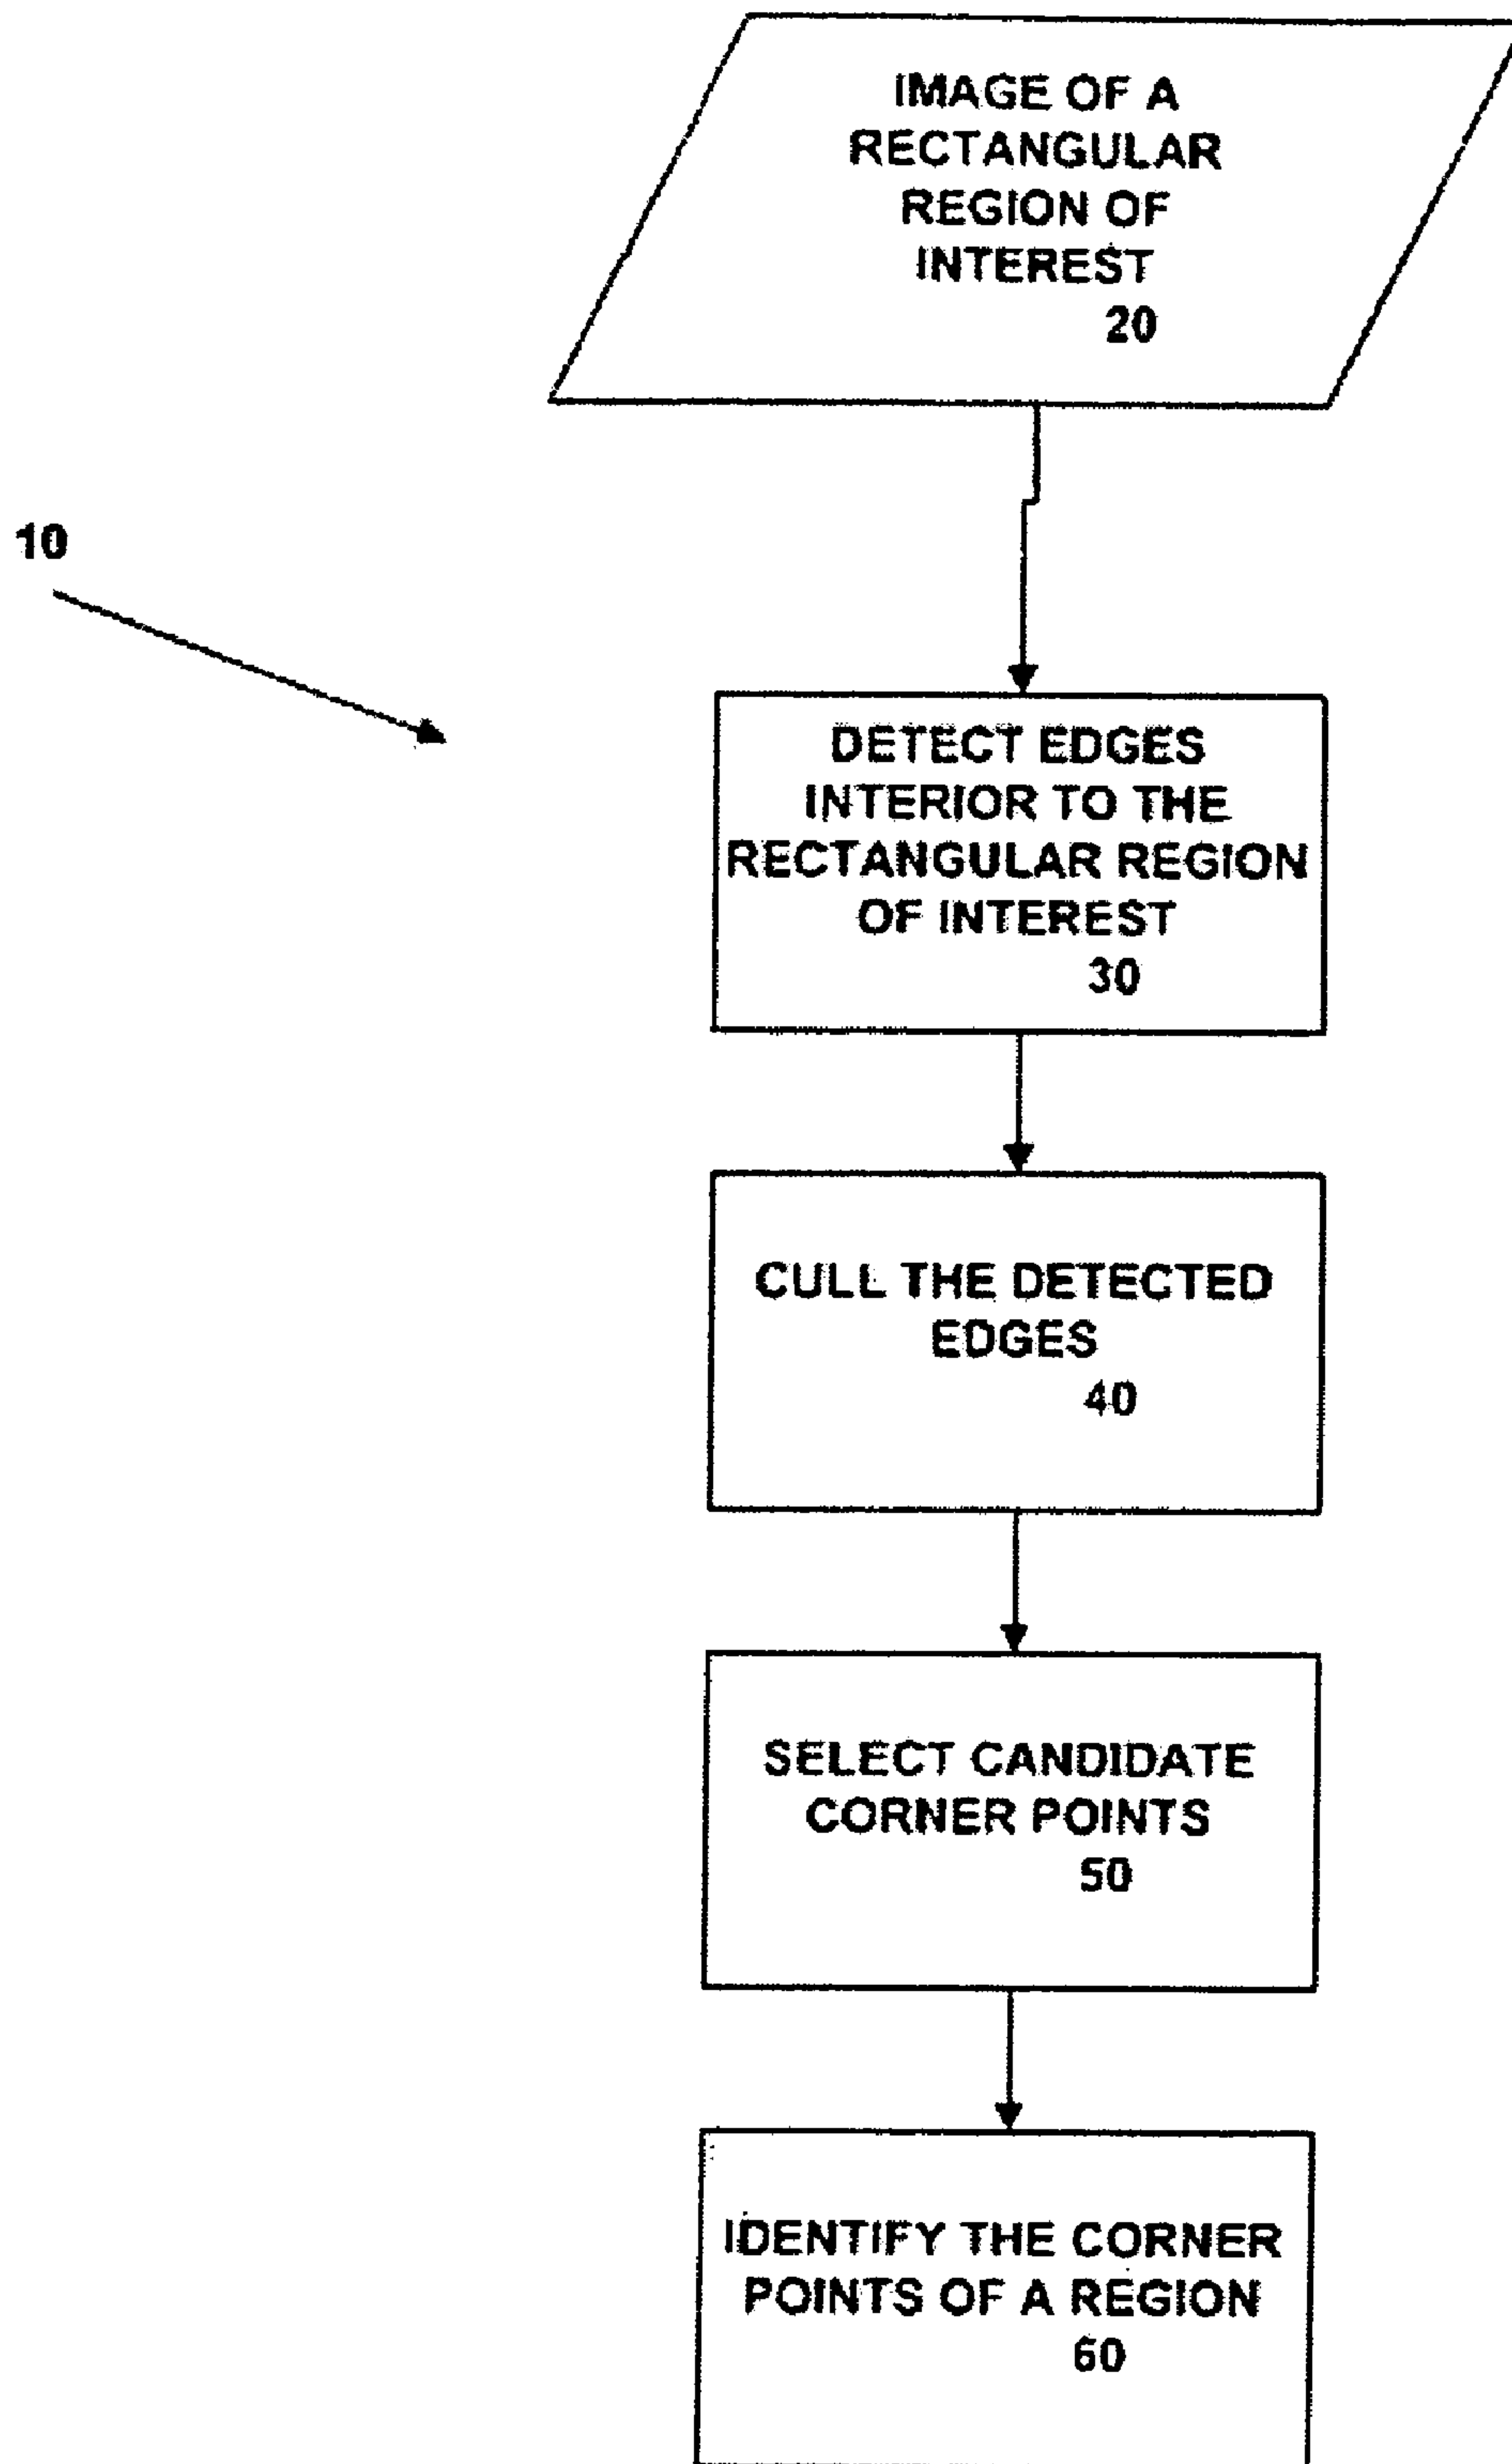 IMAGE OF A
RECTANGULAR
REGION OF
INTEREST
20
10
DETECT EDGES
INTERIOR TO THE
RECTANGULAR REGION
OF INTEREST
30
CULL THE DETECTED
EDGES
40
SELECT CANDIDATE
CORNER POINTS
50
IDENTIFY THE CORNER
POINTS OF A REGION
60